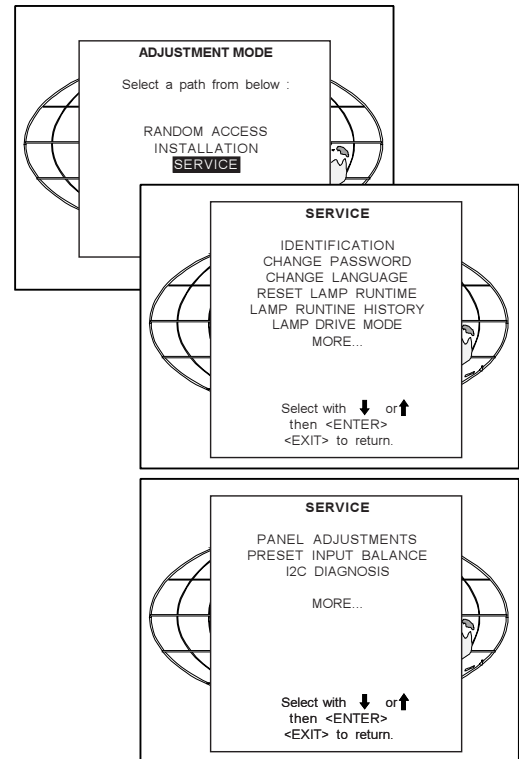 ADJUSTMENT MODE
Select a path from below :
RANDOM ACCESS
INSTALLATION
SERVICE
SERVICE
IDENTIFICATION
CHANGE PASSWORD
CHANGE LANGUAGE
RESET LAMP RUNTIME
LAMP RUNTINE HISTORY
LAMP DRIVE MODE
MORE...
Select with ⬇ or⬆
then <ENTER>
<EXIT> to return.
SERVICE
PANEL ADJUSTMENTS
PRESET INPUT BALANCE
I2C DIAGNOSIS
MORE...
Select with ⬇ or⬆
then <ENTER>
<EXIT> to return.